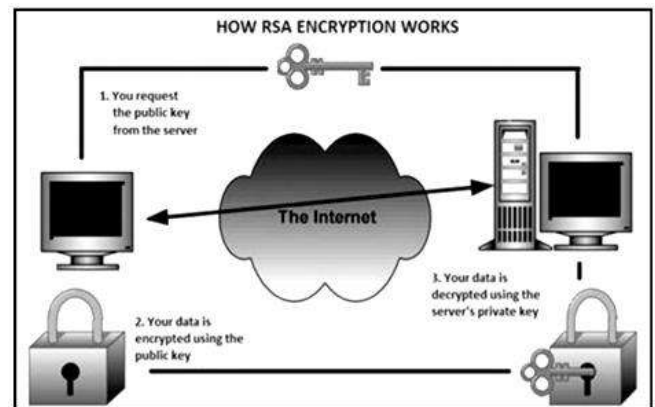 HOW RSA ENCRYPTION WORKS
1. You request
the public key
from the server
The Internet
3. Your data is
decrypted using the
server's private key
2. Your data is
encrypted using the
public key